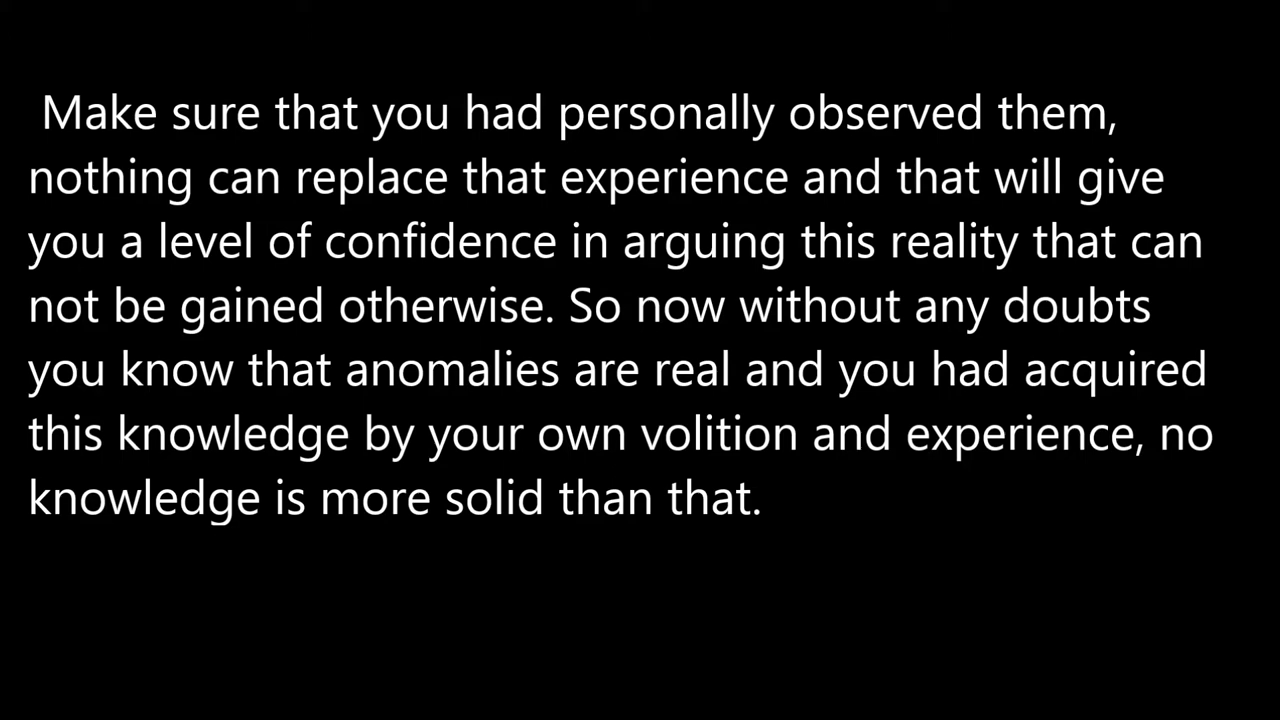 Make sure that you had personally observed them,
nothing can replace that experience and that will give
you a level of confidence in arguing this reality that can
not be gained otherwise. So now without any doubts
you know that anomalies are real and you had acquired
this knowledge by your own volition and experience, no
knowledge is more solid than that.